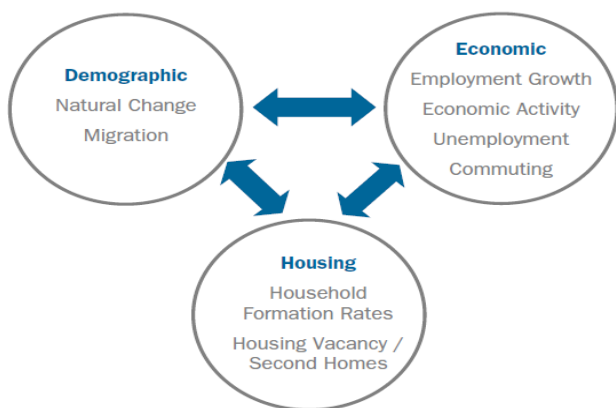 Demographic
Natural Change
Migration
Economic
Employment Growth
Economic Activity
Unemployment
Commuting
Housing
Household
Formation Rates
Housing Vacancy /
Second Homes